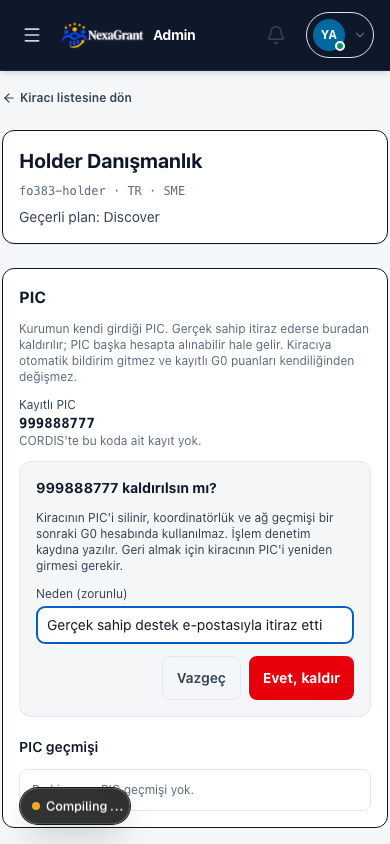 NexaGrant Admin YA
← Kiracı listesine dön
Holder Danışmanlık
fo383-holder · TR · SME
Geçerli plan: Discover
PIC
Kurumun kendi girdiği PIC. Gerçek sahip itiraz ederse buradan
kaldırılır; PIC başka hesapta alınabilir hale gelir. Kiracıya
otomatik bildirim gitmez ve kayıtlı G0 puanları kendiliğinden
değişmez.
Kayıtlı PIC
999888777
CORDIS'te bu koda ait kayıt yok.
999888777 kaldırılsın mı?
Kiracının PIC'i silinir, koordinatörlük ve ağ geçmişi bir
sonraki G0 hesabında kullanılmaz. İşlem denetim
kaydına yazılır. Geri almak için kiracının PIC'i yeniden
girmesi gerekir.
Neden (zorunlu)
Gerçek sahip destek e-postasıyla itiraz etti
Vazgeç Evet, kaldır
PIC geçmişi
geçmişi yok.
Compiling ...